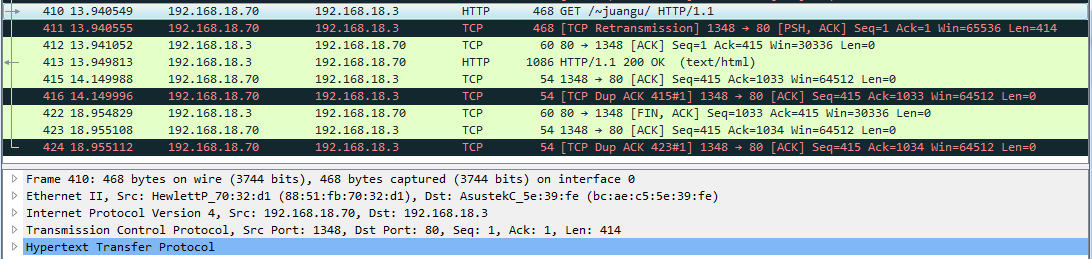 410 13.940549 192.168.18.70 192.168.18.3 HTTP 468 GET /~juangu/ HTTP/1.1
411 13.940555 192.168.18.70 192.168.18.3 TCP 468 [TCP Retransmission] 1348 → 80 [PSH, ACK] Seq=1 Ack=1 Win=65536 Len=414
412 13.941052 192.168.18.3 192.168.18.70 TCP 60 80 → 1348 [ACK] Seq=1 Ack=415 Win=30336 Len=0
413 13.949813 192.168.18.3 192.168.18.70 HTTP 1086 HTTP/1.1 200 OK (text/html)
415 14.149988 192.168.18.70 192.168.18.3 TCP 54 1348 → 80 [ACK] Seq=415 Ack=1033 Win=64512 Len=0
416 14.149996 192.168.18.70 192.168.18.3 TCP 54 [TCP Dup ACK 415#1] 1348 → 80 [ACK] Seq=415 Ack=1033 Win=64512 Len=0
422 18.954829 192.168.18.3 192.168.18.70 TCP 60 80 → 1348 [FIN, ACK] Seq=1033 Ack=415 Win=30336 Len=0
423 18.955108 192.168.18.70 192.168.18.3 TCP 54 1348 → 80 [ACK] Seq=415 Ack=1034 Win=64512 Len=0
424 18.955112 192.168.18.70 192.168.18.3 TCP 54 [TCP Dup ACK 423#1] 1348 → 80 [ACK] Seq=415 Ack=1034 Win=64512 Len=0
Frame 410: 468 bytes on wire (3744 bits), 468 bytes captured (3744 bits) on interface 0
Ethernet II, Src: HewlettP_70:32:d1 (88:51:fb:70:32:d1), Dst: AsustekC_5e:39:fe (bc:ae:c5:5e:39:fe)
Internet Protocol Version 4, Src: 192.168.18.70, Dst: 192.168.18.3
Transmission Control Protocol, Src Port: 1348, Dst Port: 80, Seq: 1, Ack: 1, Len: 414
Hypertext Transfer Protocol